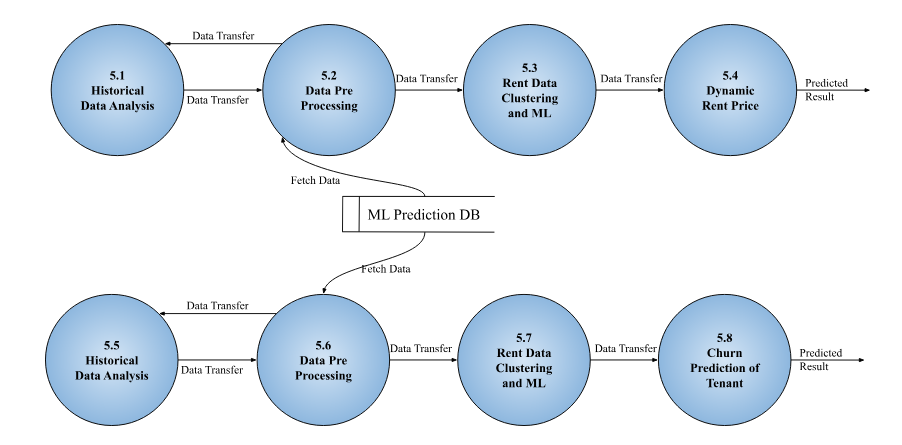 Data Transfer
5.1
Historical
Data Analysis
Data Transfer
5.2
Data Pre
Processing
Data Transfer
5.3
Rent Data
Clustering
and ML
Data Transfer
5.4
Dynamic
Rent Price
Predicted
Result
Fetch Data
ML Prediction DB
Fetch Data
Data Transfer
5.5
Historical
Data Analysis
Data Transfer
5.6
Data Pre
Processing
Data Transfer
5.7
Rent Data
Clustering
and ML
Data Transfer
5.8
Churn
Prediction of
Tenant
Predicted
Result